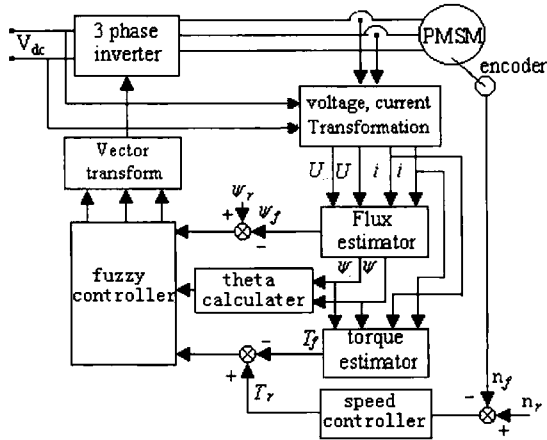 V_dc
3 phase
inverter
PMSM
encoder
voltage, current
Transformation
Vector
transform
U U i i
ψ_r
+ ψ_f
-
Flux
estimator
ψ ψ
fuzzy
controller
theta
calculater
T_f
-
+
T_r
torque
estimator
speed
controller
n_f
-
n_r
+